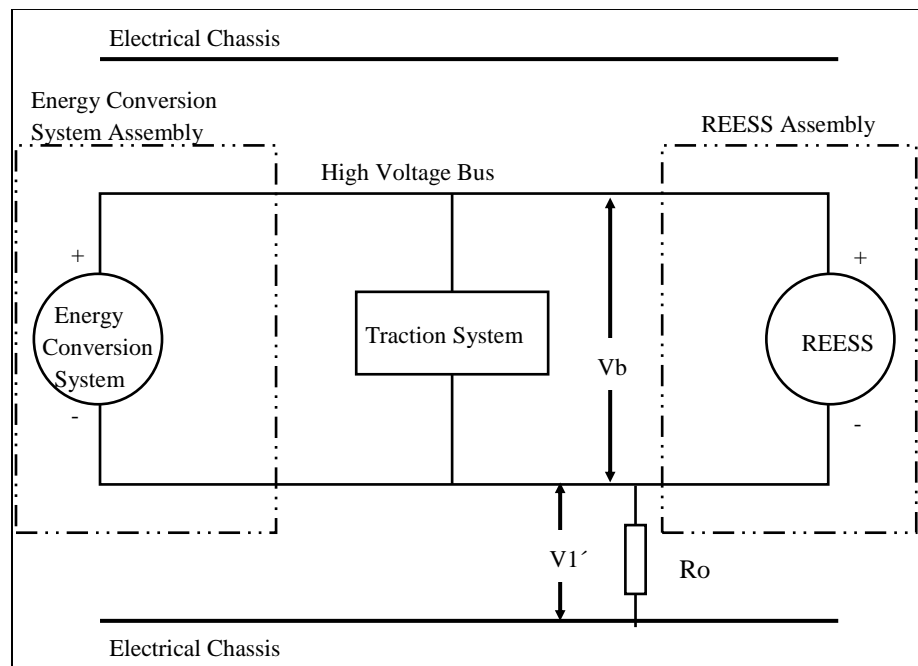 Electrical Chassis
Energy Conversion
System Assembly
REESS Assembly
High Voltage Bus
+
+
Energy
Conversion
System
Traction System
Vb
REESS
-
-
V1´
Ro
Electrical Chassis